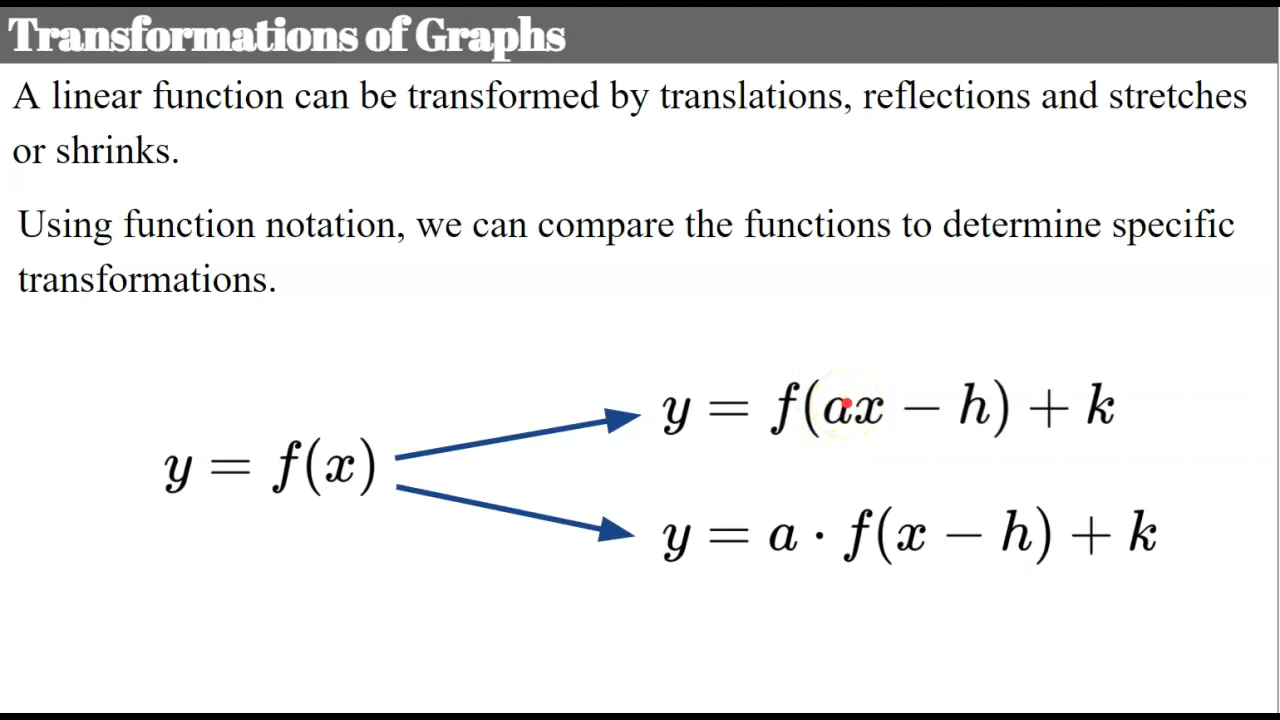 Transformations of Graphs
A linear function can be transformed by translations, reflections and stretches
or shrinks.
Using function notation, we can compare the functions to determine specific
transformations.
y = f(ax − h) + k
y = f(x)
y = a · f(x − h) + k